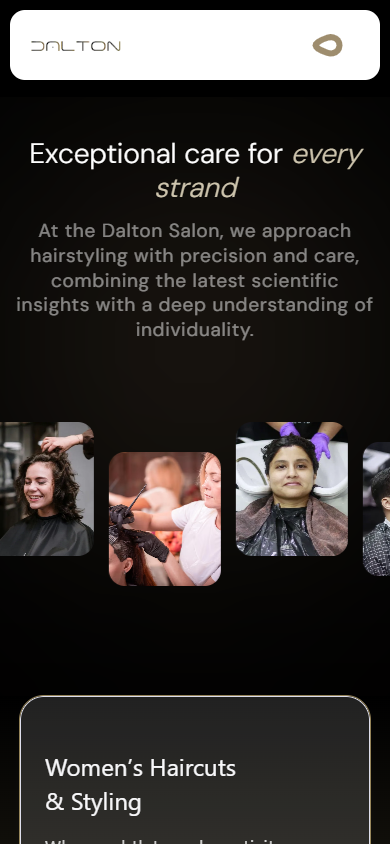 DALTON
Exceptional care for every
strand
At the Dalton Salon, we approach
hairstyling with precision and care,
combining the latest scientific
insights with a deep understanding of
individuality.
Women's Haircuts
& Styling